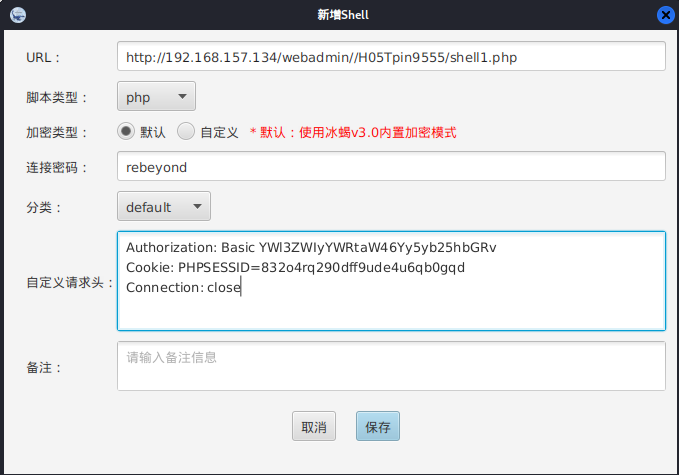 新增Shell
URL：
http://192.168.157.134/webadmin//H05Tpin9555/shell1.php
脚本类型：
php
加密类型：
默认
自定义
* 默认：使用冰蝎v3.0内置加密模式
连接密码：
rebeyond
分类：
default
自定义请求头：
Authorization: Basic YWl3ZWIyYWRtaW46Yy5yb25hbGRv
Cookie: PHPSESSID=832o4rq290dff9ude4u6qb0gqd
Connection: close
备注：
请输入备注信息
取消
保存